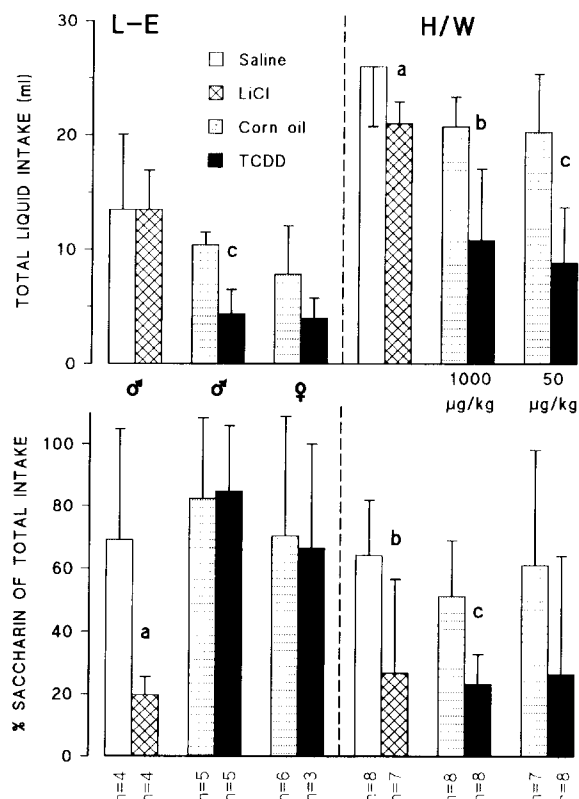 L-E
H/W
30
20
10
0
TOTAL LIQUID INTAKE (ml)
Saline
LiCl
Corn oil
TCDD
a
b
c
c
♂
♂
♀
1000
µg/kg
50
µg/kg
100
80
60
40
20
0
% SACCHARIN OF TOTAL INTAKE
a
b
c
n=4
n=4
n=5
n=5
n=6
n=3
n=8
n=7
n=8
n=8
n=7
n=8